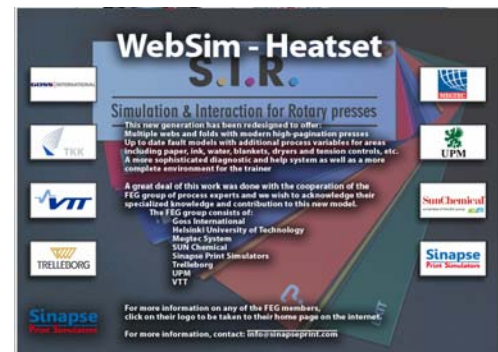 WebSim - Heatset
S.I.R.
Simulation & Interaction for Rotary presses
This new generation has been redesigned to offer:
Multiple webs and folds with modern high-pagination presses
Up to date fault models with additional process variables for areas
including paper, ink, water, blankets, dryers and tension controls, etc.
A more sophisticated diagnostic and help system as well as a more
complete environment for the trainer
A great deal of this work was done with the cooperation of the
FEG group of process experts and we wish to acknowledge their
specialized knowledge and contribution to this new model.
The FEG group consists of:
Goss International
Helsinki University of Technology
Megtec System
SUN Chemical
Sinapse Print Simulators
Trelleborg
UPM
VTT
For more information on any of the FEG members,
click on their logo to be taken to their home page on the internet.
For more information, contact: info@sinapseprint.com
GOSS INTERNATIONAL
TKK
VTT
TRELLEBORG
Sinapse
Print Simulators
MEGTEC
UPM
SunChemical
Sinapse
Print Simulators